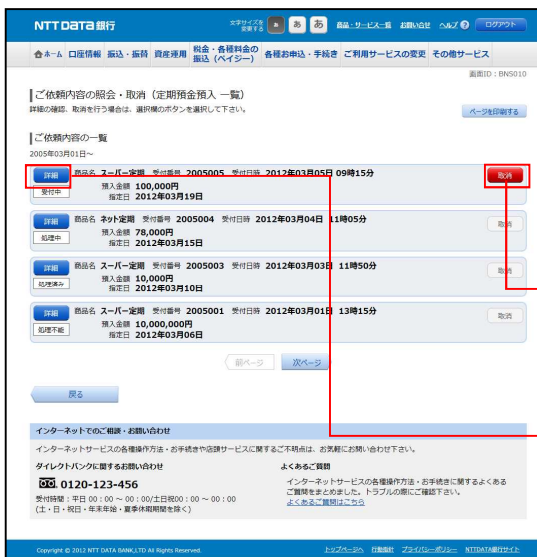 NTT DATA銀行 文字サイズを変更する あ あ あ 商品・サービス一覧 お問い合せ ヘルプ ログアウト
ホーム 口座情報 振込・振替 資産運用 税金・各種料金の振込（ペイジー） 各種お申込・手続き ご利用サービスの変更 その他サービス
画面ID：BNS010
ご依頼内容の照会・取消（定期預金預入 一覧）
詳細の確認、取消を行う場合は、選択欄のボタンを選択して下さい。
ページを印刷する
ご依頼内容の一覧
2005年03月01日～
詳細 商品名 スーパー定期 受付番号 2005005 受付日時 2012年03月05日 09時15分 取消
受付中 預入金額 100,000円
指定日 2012年03月19日
詳細 商品名 ネット定期 受付番号 2005004 受付日時 2012年03月04日 11時05分 取消
処理中 預入金額 78,000円
指定日 2012年03月15日
詳細 商品名 スーパー定期 受付番号 2005003 受付日時 2012年03月03日 11時50分 取消
処理済み 預入金額 10,000円
指定日 2012年03月10日
詳細 商品名 スーパー定期 受付番号 2005001 受付日時 2012年03月01日 13時15分 取消
処理不能 預入金額 10,000,000円
指定日 2012年03月06日
前ページ 次ページ
戻る
インターネットでのご相談・お問い合わせ
インターネットサービスの各種操作方法・お手続きや店頭サービスに関するご不明点は、お気軽にお問い合わせ下さい。
ダイレクトバンクに関するお問い合わせ
0120-123-456
受付時間：平日 00：00 ～ 00：00/土日祝00：00 ～ 00：00
（土・日・祝日・年末年始・夏季休暇期間を除く）
よくあるご質問
インターネットサービスの各種操作方法・お手続きに関するよくある
ご質問をまとめました。トラブルの際にご確認下さい。
よくあるご質問はこちら
Copyright © 2012 NTT DATA BANK,LTD All Rights Reserved. トップページへ 行動指針 プライバシーポリシー NTTDATA銀行サイト